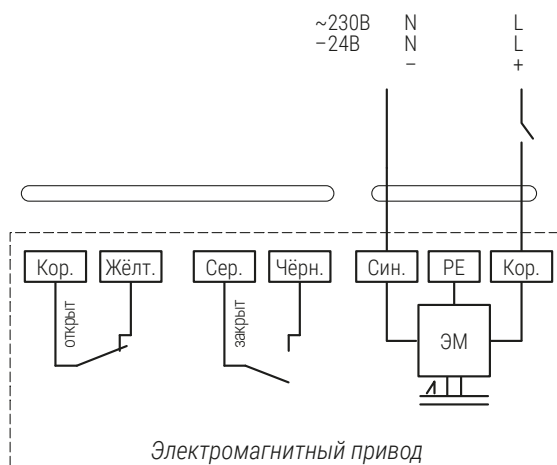 ~230В N L
–24В N L
– +
Кор. Жёлт. Сер. Чёрн. Син. PE Кор.
открыт закрыт ЭМ
Электромагнитный привод